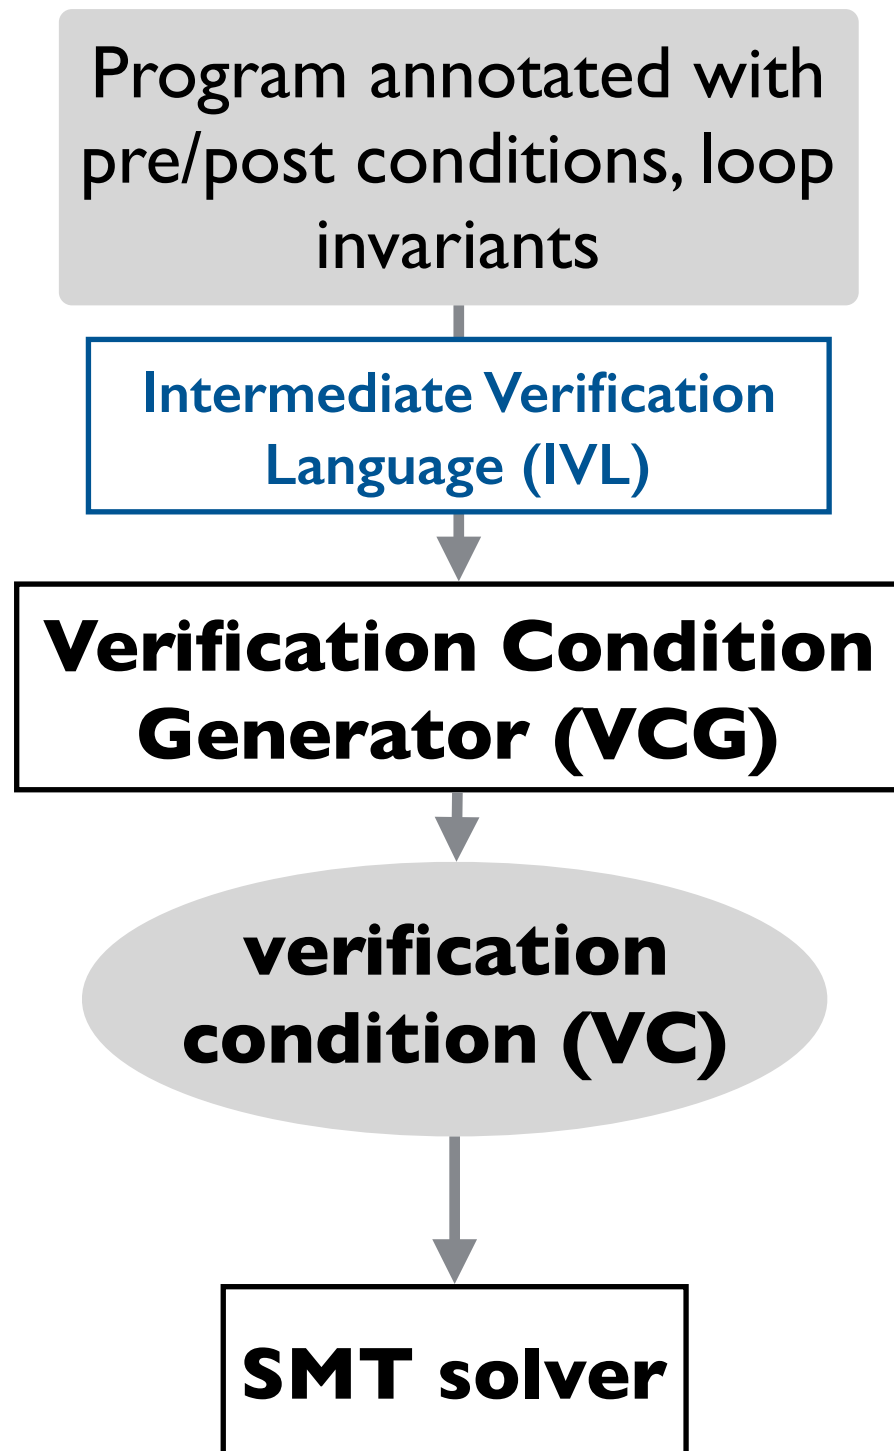 Program annotated with
pre/post conditions, loop
invariants
Intermediate Verification
Language (IVL)
Verification Condition
Generator (VCG)
verification
condition (VC)
SMT solver